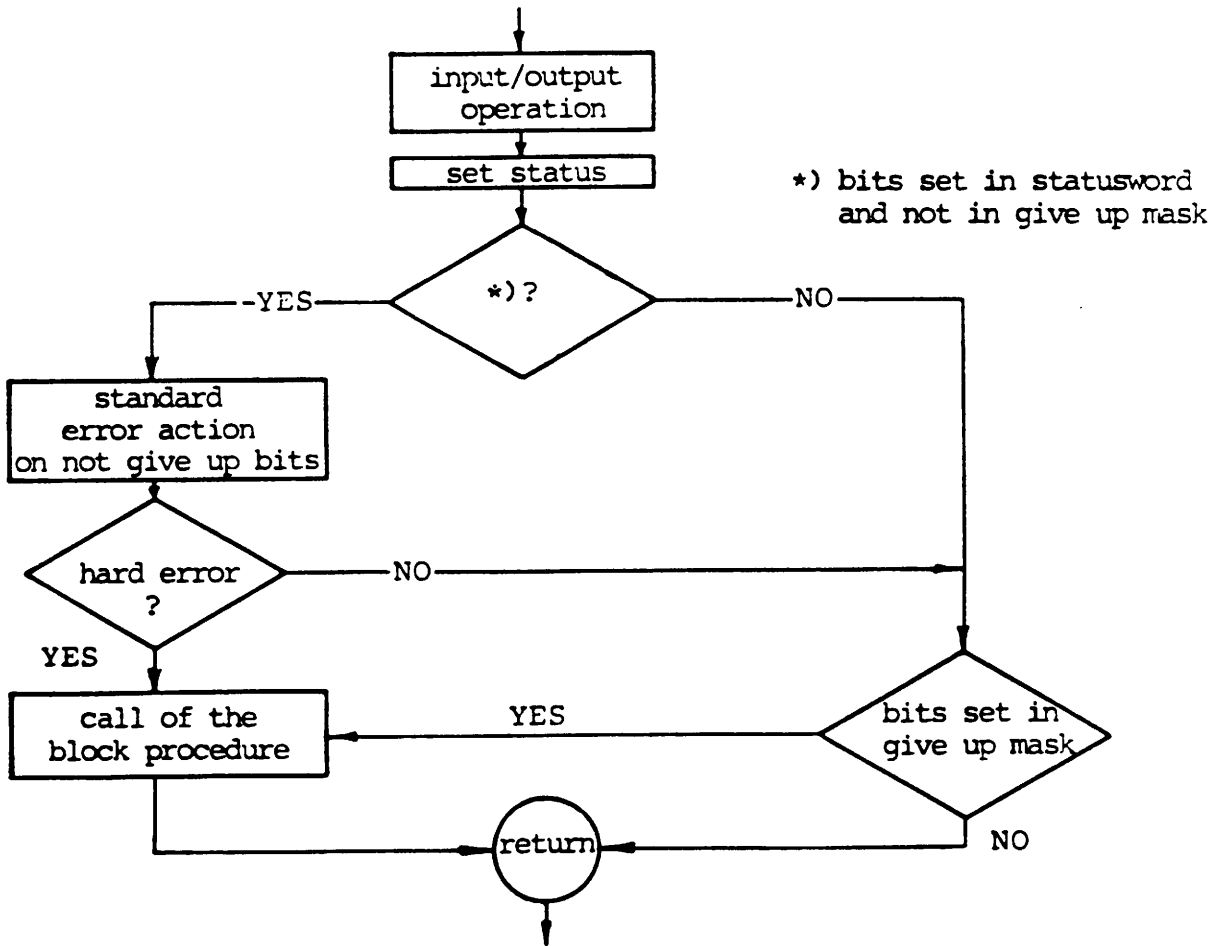 input/output
operation
set status
*) bits set in statusword
and not in give up mask
*)?
-YES
NO
standard
error action
on not give up bits
hard error
?
NO
YES
call of the
block procedure
YES
bits set in
give up mask
return
NO